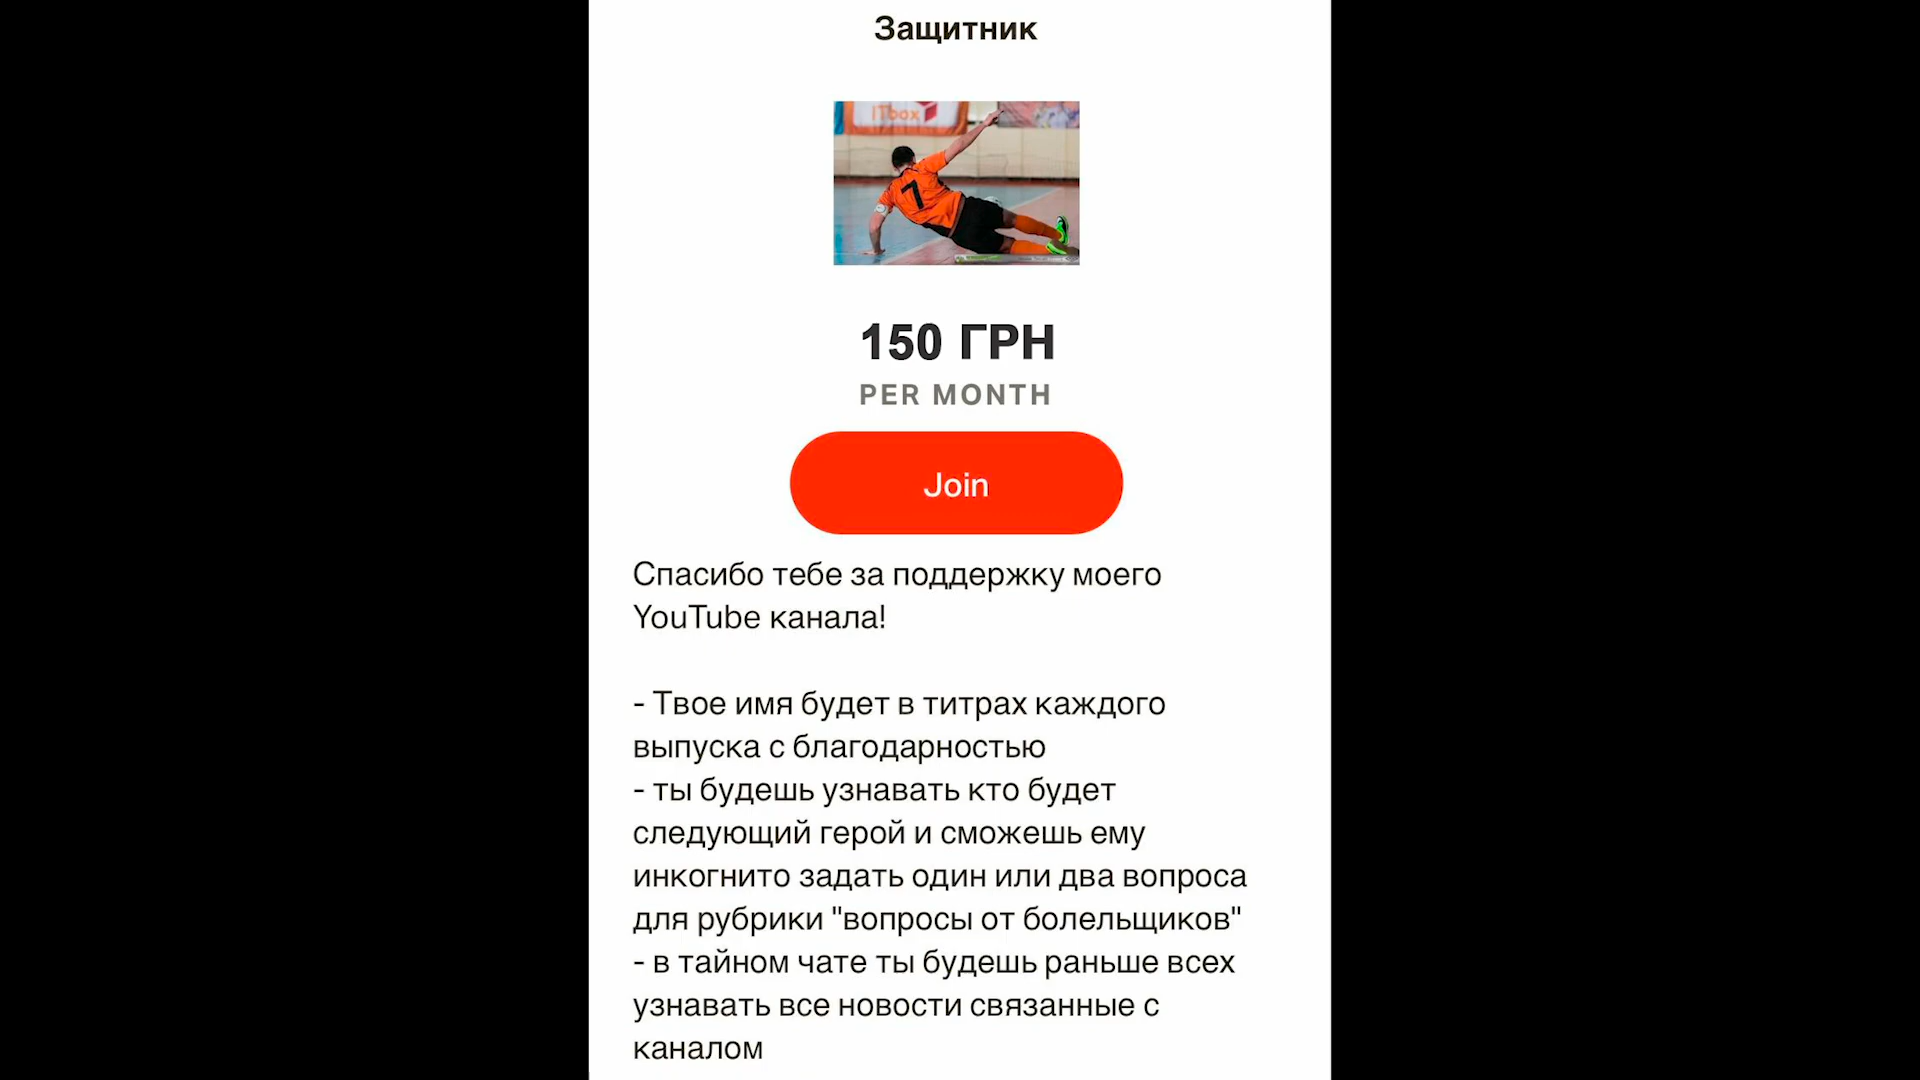 Защитник
ITbox
7
150 ГРН
PER MONTH
Join
Спасибо тебе за поддержку моего
YouTube канала!
- Твое имя будет в титрах каждого
выпуска с благодарностью
- ты будешь узнавать кто будет
следующий герой и сможешь ему
инкогнито задать один или два вопроса
для рубрики "вопросы от болельщиков"
- в тайном чате ты будешь раньше всех
узнавать все новости связанные с
каналом